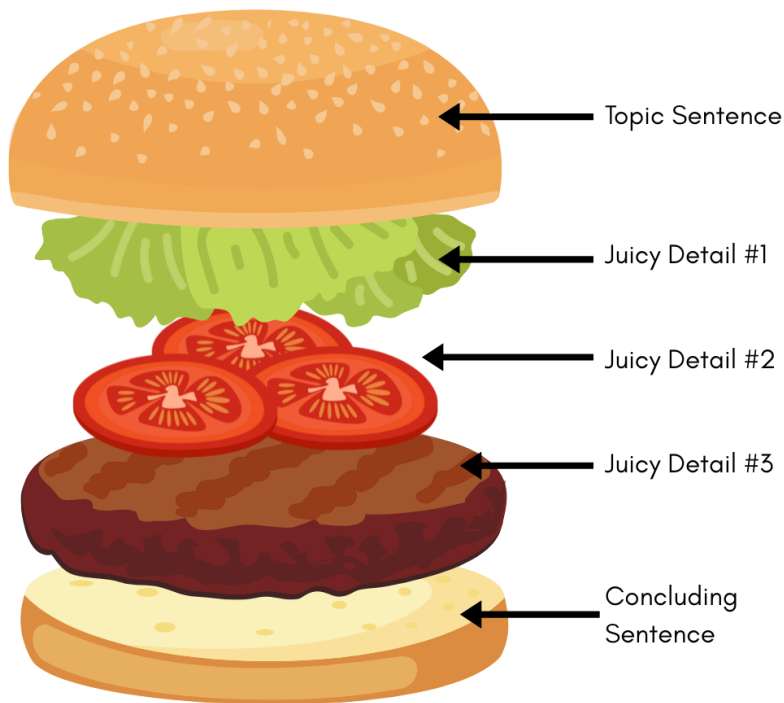 Topic Sentence
Juicy Detail #1
Juicy Detail #2
Juicy Detail #3
Concluding
Sentence